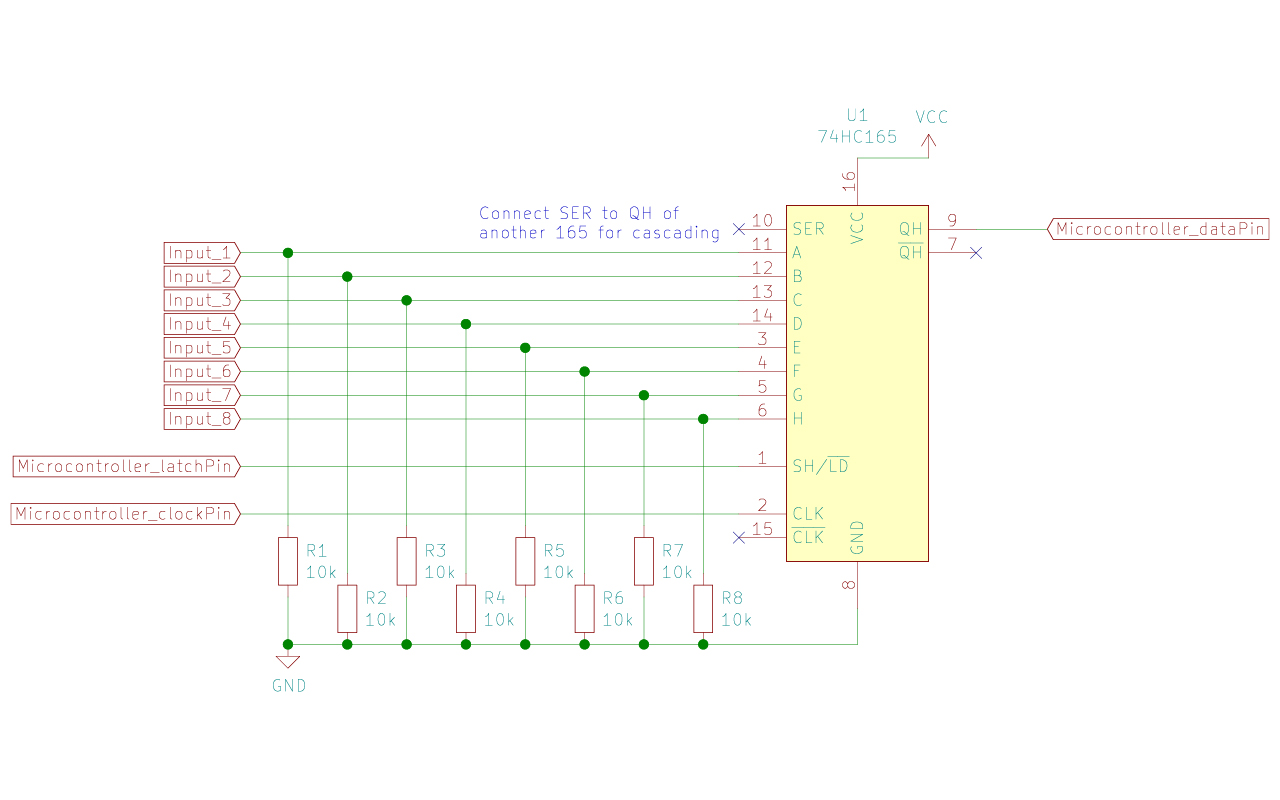 U1
74HC165
VCC
16
Connect SER to QH of
another 165 for cascading
10
SER
VCC
QH
9
Microcontroller_dataPin
Input_1
11
A
QH
7
Input_2
12
B
Input_3
13
C
Input_4
14
D
Input_5
3
E
Input_6
4
F
Input_7
5
G
Input_8
6
H
Microcontroller_latchPin
1
SH/LD
Microcontroller_clockPin
2
CLK
15
CLK
GND
8
R1
10k
R3
10k
R5
10k
R7
10k
R2
10k
R4
10k
R6
10k
R8
10k
GND